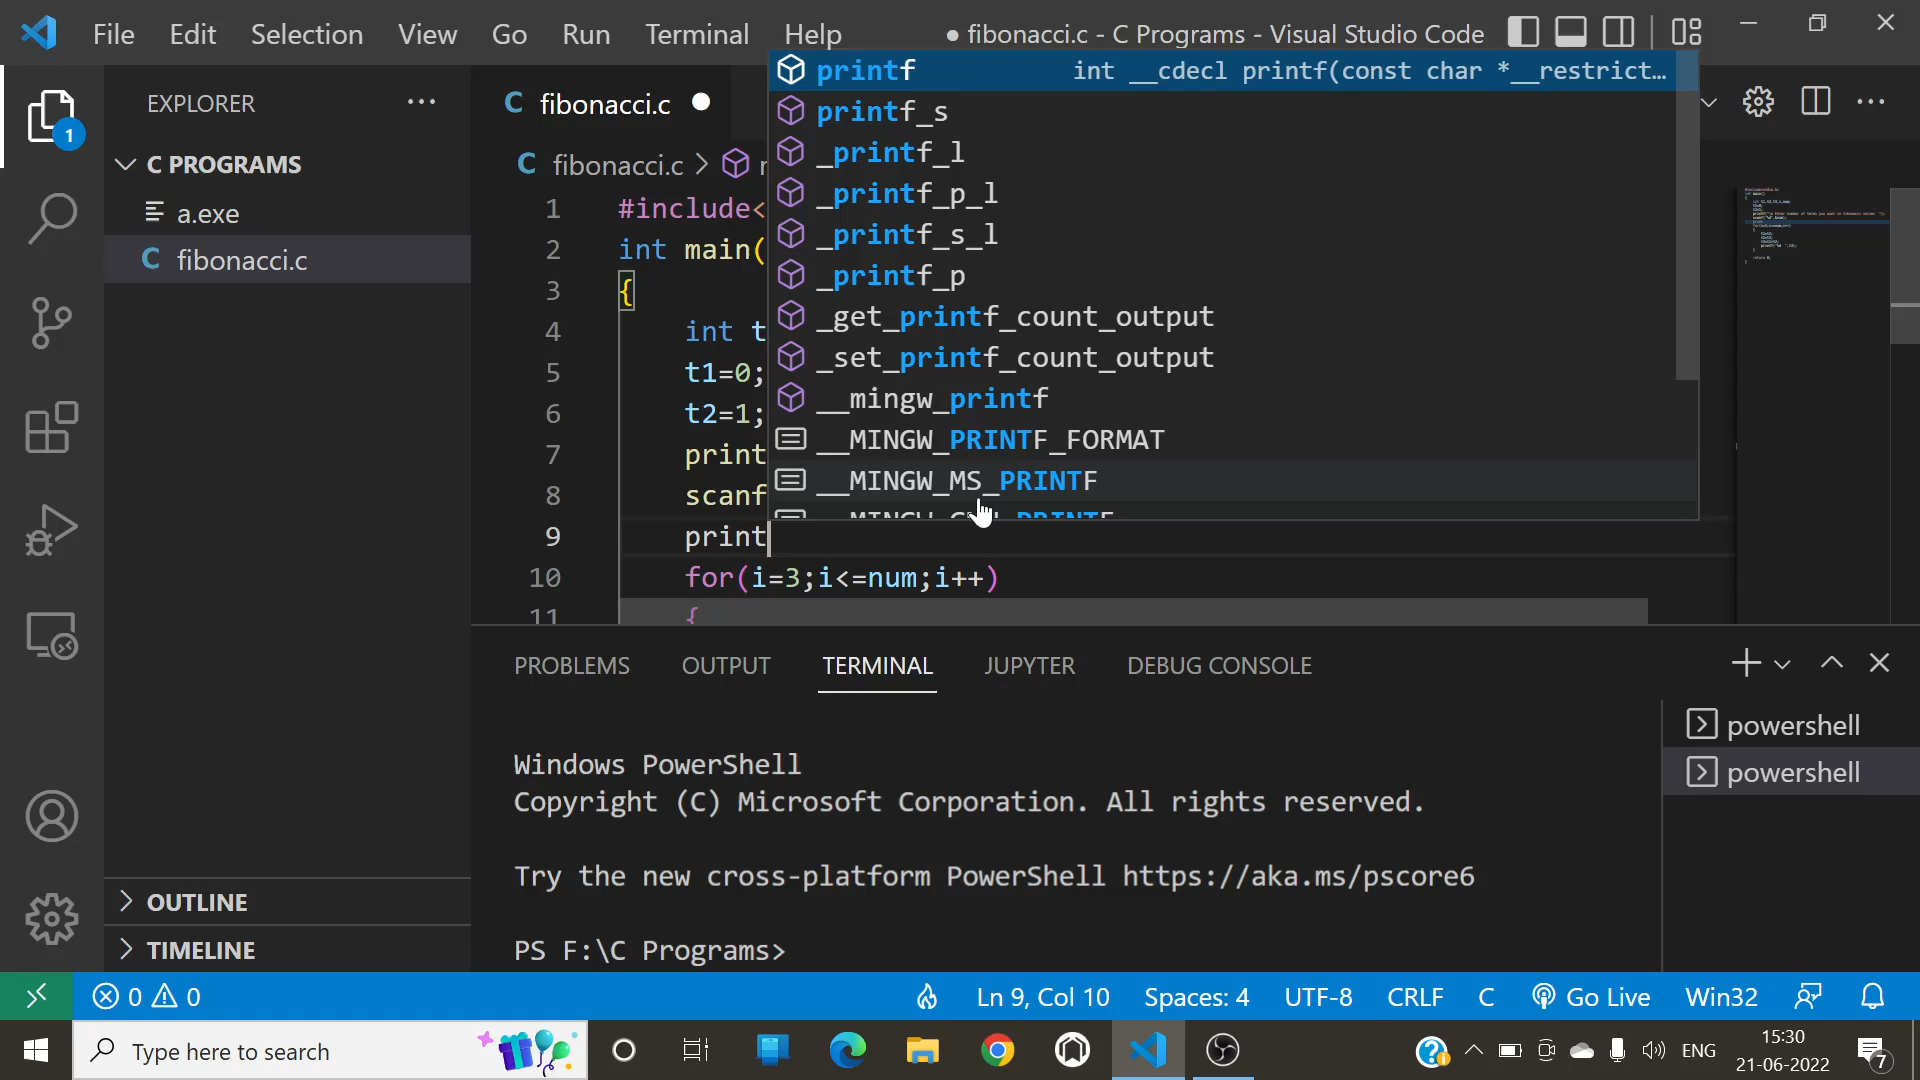 File Edit Selection View Go Run Terminal Help ● fibonacci.c - C Programs - Visual Studio Code
EXPLORER
1
C PROGRAMS
a.exe
C fibonacci.c
OUTLINE
TIMELINE
C fibonacci.c ●
C fibonacci.c >
1 #include<
2 int main(
3 {
4 int t
5 t1=0;
6 t2=1;
7 print
8 scanf
9 print
10 for(i=3;i<=num;i++)
11 {
printf int __cdecl printf(const char *__restrict…
printf_s
_printf_l
_printf_p_l
_printf_s_l
_printf_p
_get_printf_count_output
_set_printf_count_output
__mingw_printf
__MINGW_PRINTF_FORMAT
__MINGW_MS_PRINTF
PROBLEMS OUTPUT TERMINAL JUPYTER DEBUG CONSOLE
Windows PowerShell
Copyright (C) Microsoft Corporation. All rights reserved.
Try the new cross-platform PowerShell https://aka.ms/pscore6
PS F:\C Programs>
powershell
powershell
0 0 Ln 9, Col 10 Spaces: 4 UTF-8 CRLF C Go Live Win32
Type here to search
ENG
15:30
21-06-2022
7